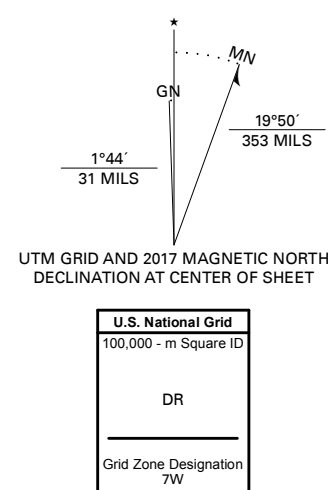 ★
MN
GN
19°50´
353 MILS
1°44´
31 MILS
UTM GRID AND 2017 MAGNETIC NORTH
DECLINATION AT CENTER OF SHEET
U.S. National Grid
100,000 - m Square ID
DR
Grid Zone Designation
7W